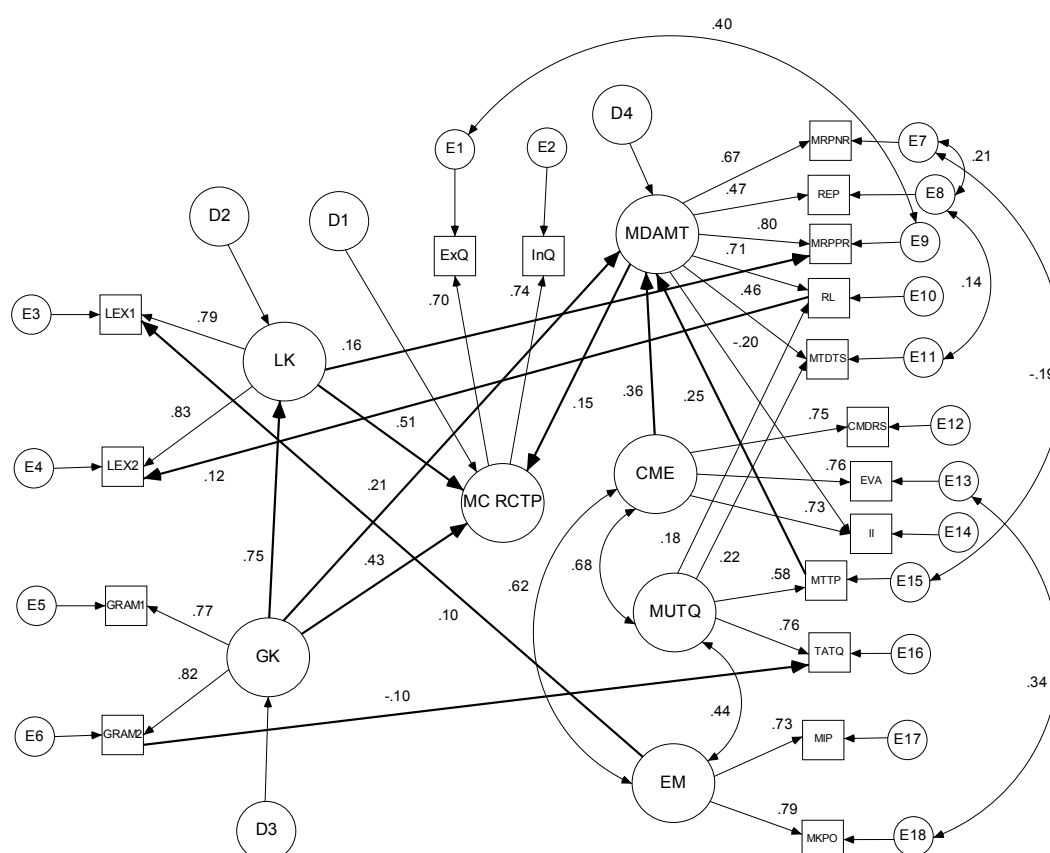 .40
D4
E1
E2
MRPNR
E7
.21
.67
D2
.47
REP
E8
D1
MDAMT
.80
MRPPR
E9
ExQ
InQ
.71
.70
.74
.46
RL
E10
.14
E3
LEX1
.79
LK
.16
-.20
MTDTS
E11
-.19
.15
.36
.25
.83
.51
.75
CMDRS
E12
E4
LEX2
.12
.21
CME
.76
EVA
E13
MC RCTP
.73
II
E14
.75
.43
.18
.68
.22
.58
MTTP
E15
.62
E5
GRAM1
.77
.10
MUTQ
.76
TATQ
E16
GK
.82
-.10
.34
.44
E6
GRAM2
.73
MIP
E17
EM
.79
D3
MKPO
E18